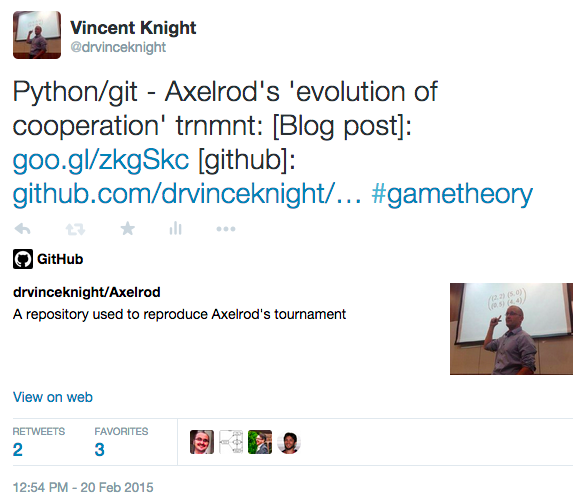 Vincent Knight
@drvinceknight
Python/git - Axelrod's 'evolution of
cooperation' trnmnt: [Blog post]:
goo.gl/zkgSkc [github]:
github.com/drvinceknight/… #gametheory
GitHub
drvinceknight/Axelrod
A repository used to reproduce Axelrod's tournament
View on web
RETWEETS FAVORITES
2 3
12:54 PM - 20 Feb 2015